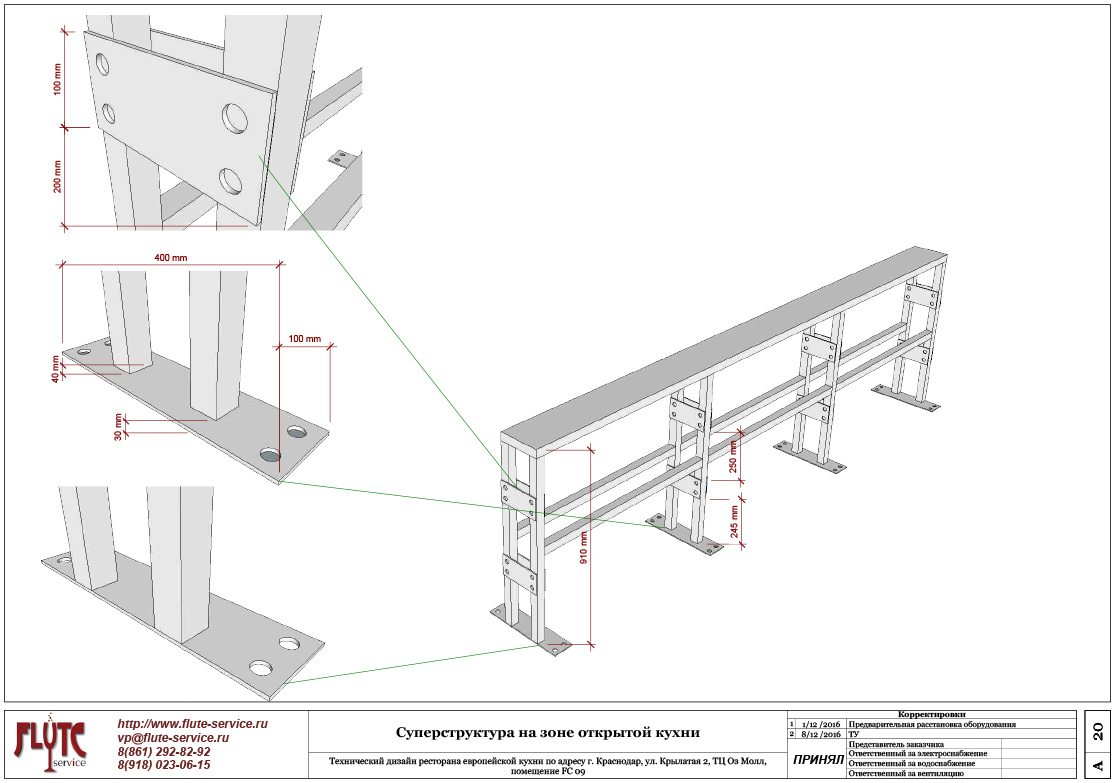 100 mm
200 mm
400 mm
100 mm
40 mm
30 mm
250 mm
245 mm
910 mm
FLUTE
service
http://www.flute-service.ru
vp@flute-service.ru
8(861) 292-82-92
8(918) 023-06-15
Суперструктура на зоне открытой кухни
Технический дизайн ресторана европейской кухни по адресу г. Краснодар, ул. Крылатая 2, ТЦ Оз Молл,
помещение FC 09
Корректировки
1 1/12 /2016 Предварительная расстановка оборудования
2 8/12 /2016 ТУ
ПРИНЯЛ
Представитель заказчика
Ответственный за электроснабжение
Ответственный за водоснабжение
Ответственный за вентиляцию
20
A